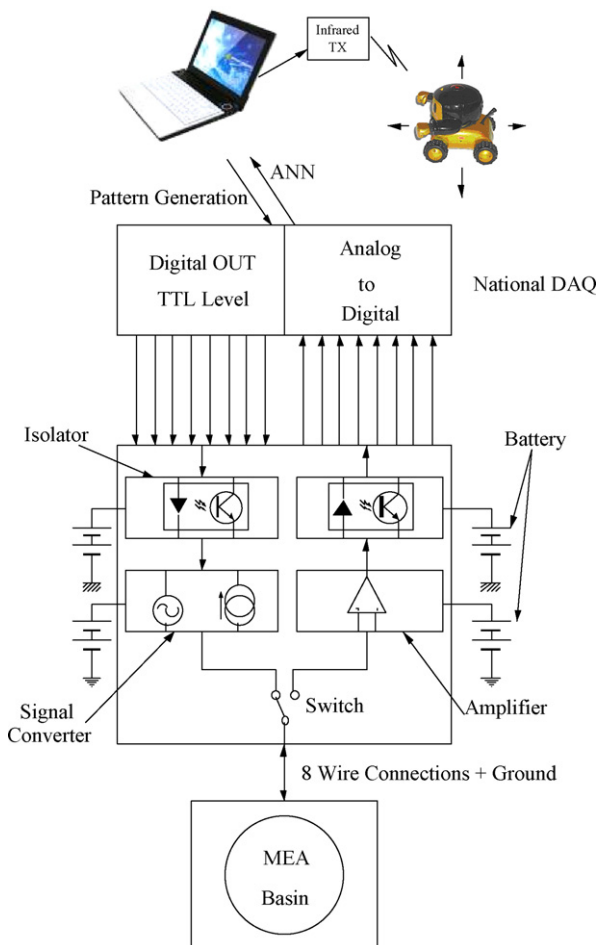 Infrared
TX
ANN
Pattern Generation
Digital OUT
TTL Level
Analog
to
Digital
National DAQ
Isolator
Battery
Switch
Signal
Converter
Amplifier
8 Wire Connections + Ground
MEA
Basin